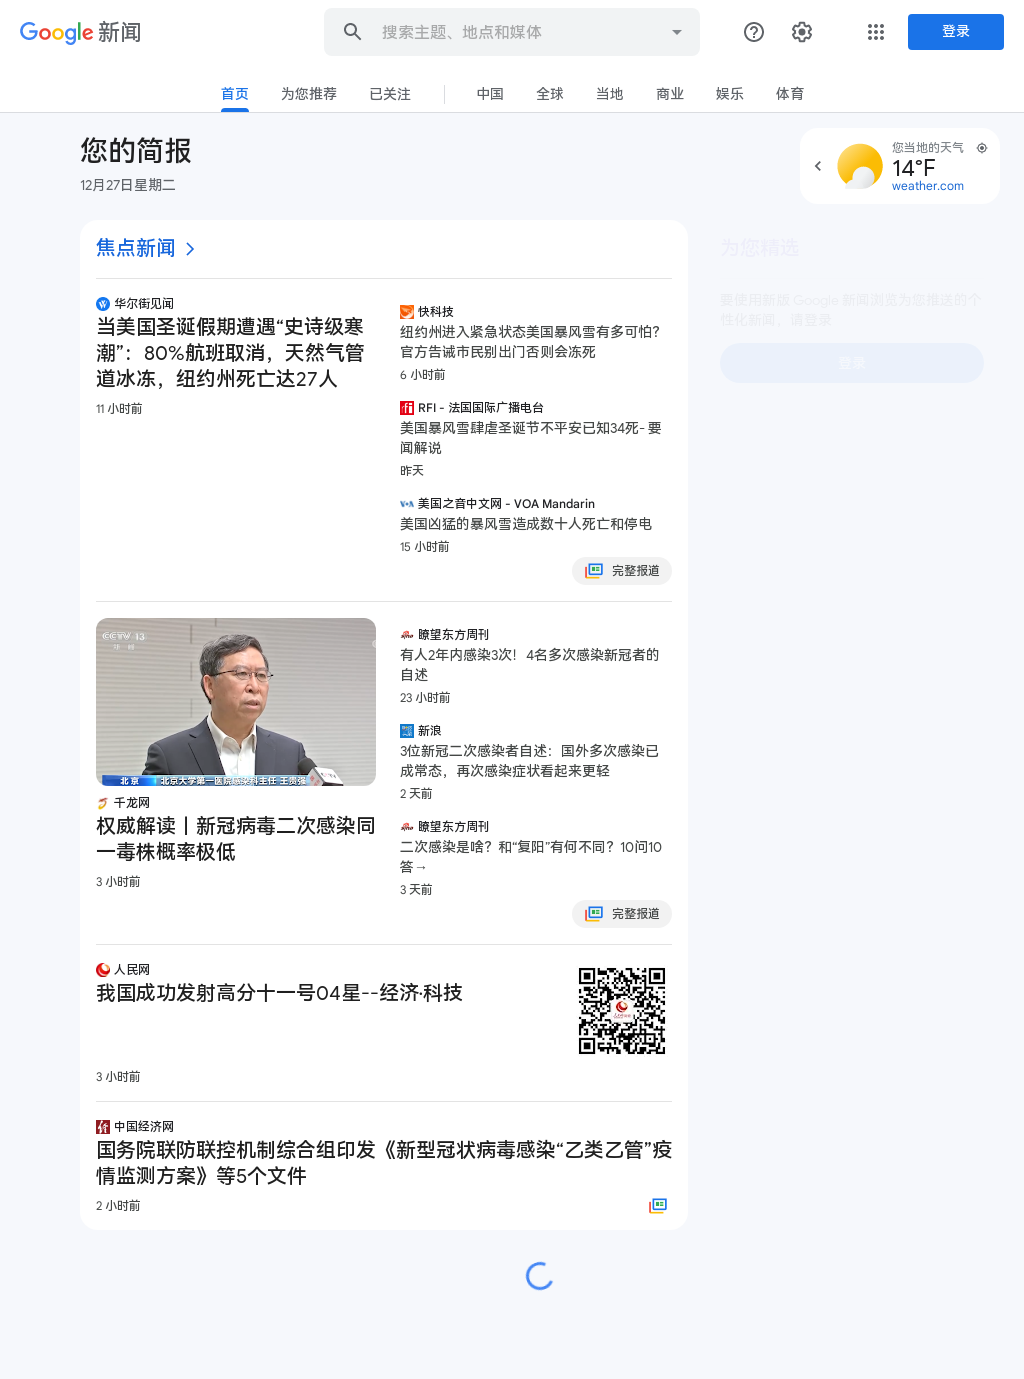 Google 新闻
搜索主题、地点和媒体
登录
首页
为您推荐
已关注
中国
全球
当地
商业
娱乐
体育
您的简报
12月27日星期二
您当地的天气
14°F
weather.com
焦点新闻
华尔街见闻
当美国圣诞假期遭遇“史诗级寒
潮”：80%航班取消，天然气管
道冰冻，纽约州死亡达27人
11 小时前
快科技
纽约州进入紧急状态美国暴风雪有多可怕？
官方告诫市民别出门否则会冻死
6 小时前
RFI - 法国国际广播电台
美国暴风雪肆虐圣诞节不平安已知34死- 要
闻解说
昨天
美国之音中文网 - VOA Mandarin
美国凶猛的暴风雪造成数十人死亡和停电
15 小时前
完整报道
CCTV 13
北京
北京大学第一医院感染科主任 王贵强
千龙网
权威解读丨新冠病毒二次感染同
一毒株概率极低
3 小时前
瞭望东方周刊
有人2年内感染3次！4名多次感染新冠者的
自述
23 小时前
新浪
3位新冠二次感染者自述：国外多次感染已
成常态，再次感染症状看起来更轻
2 天前
瞭望东方周刊
二次感染是啥？和“复阳”有何不同？10问10
答→
3 天前
完整报道
人民网
我国成功发射高分十一号04星--经济·科技
3 小时前
中国经济网
国务院联防联控机制综合组印发《新型冠状病毒感染“乙类乙管”疫
情监测方案》等5个文件
2 小时前
为您精选
要使用新版 Google 新闻浏览为您推送的个
性化新闻，请登录
登录